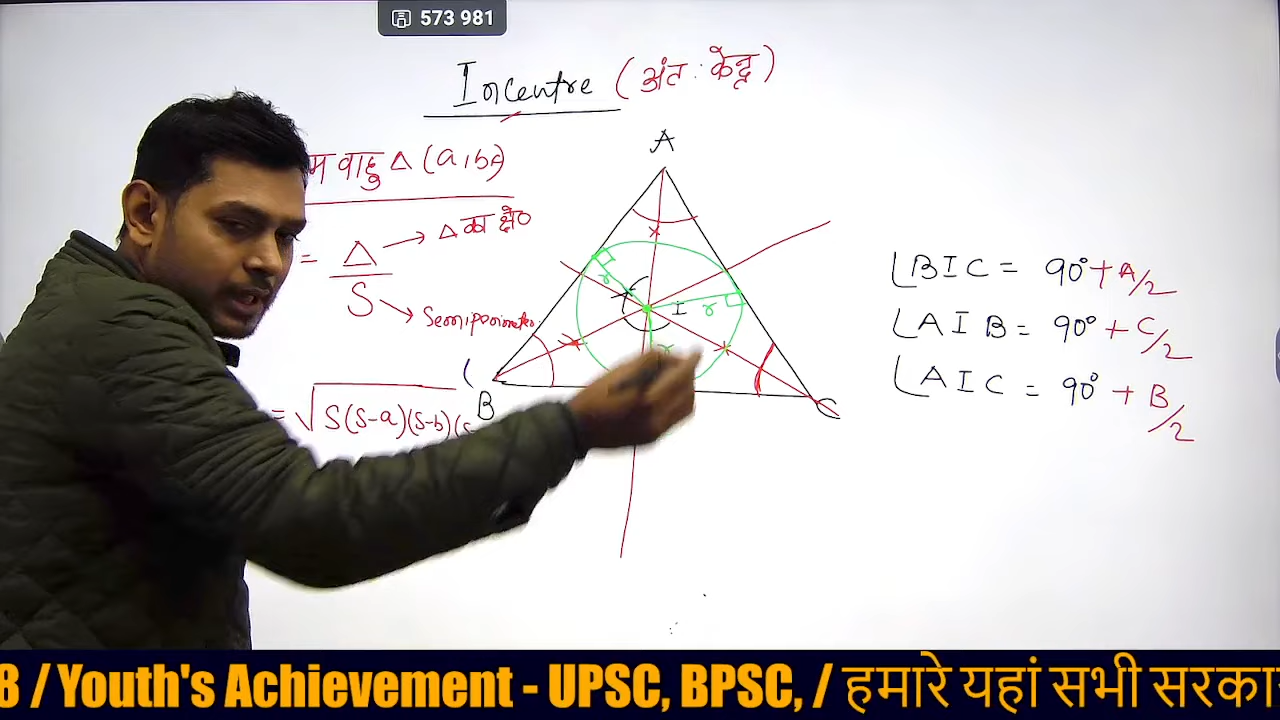 573 981
Incentre (अंत: केन्द्र)
म बाहु Δ (a,b,c)
= Δ/S
→ Δ का क्षे०
→ Semiperimeter
= √S(S-a)(S-b)(S
A
B
C
I
r
r
r
∠BIC = 90° + A/2
∠AIB = 90° + C/2
∠AIC = 90° + B/2
8 / Youth's Achievement - UPSC, BPSC, / हमारे यहां सभी सरका